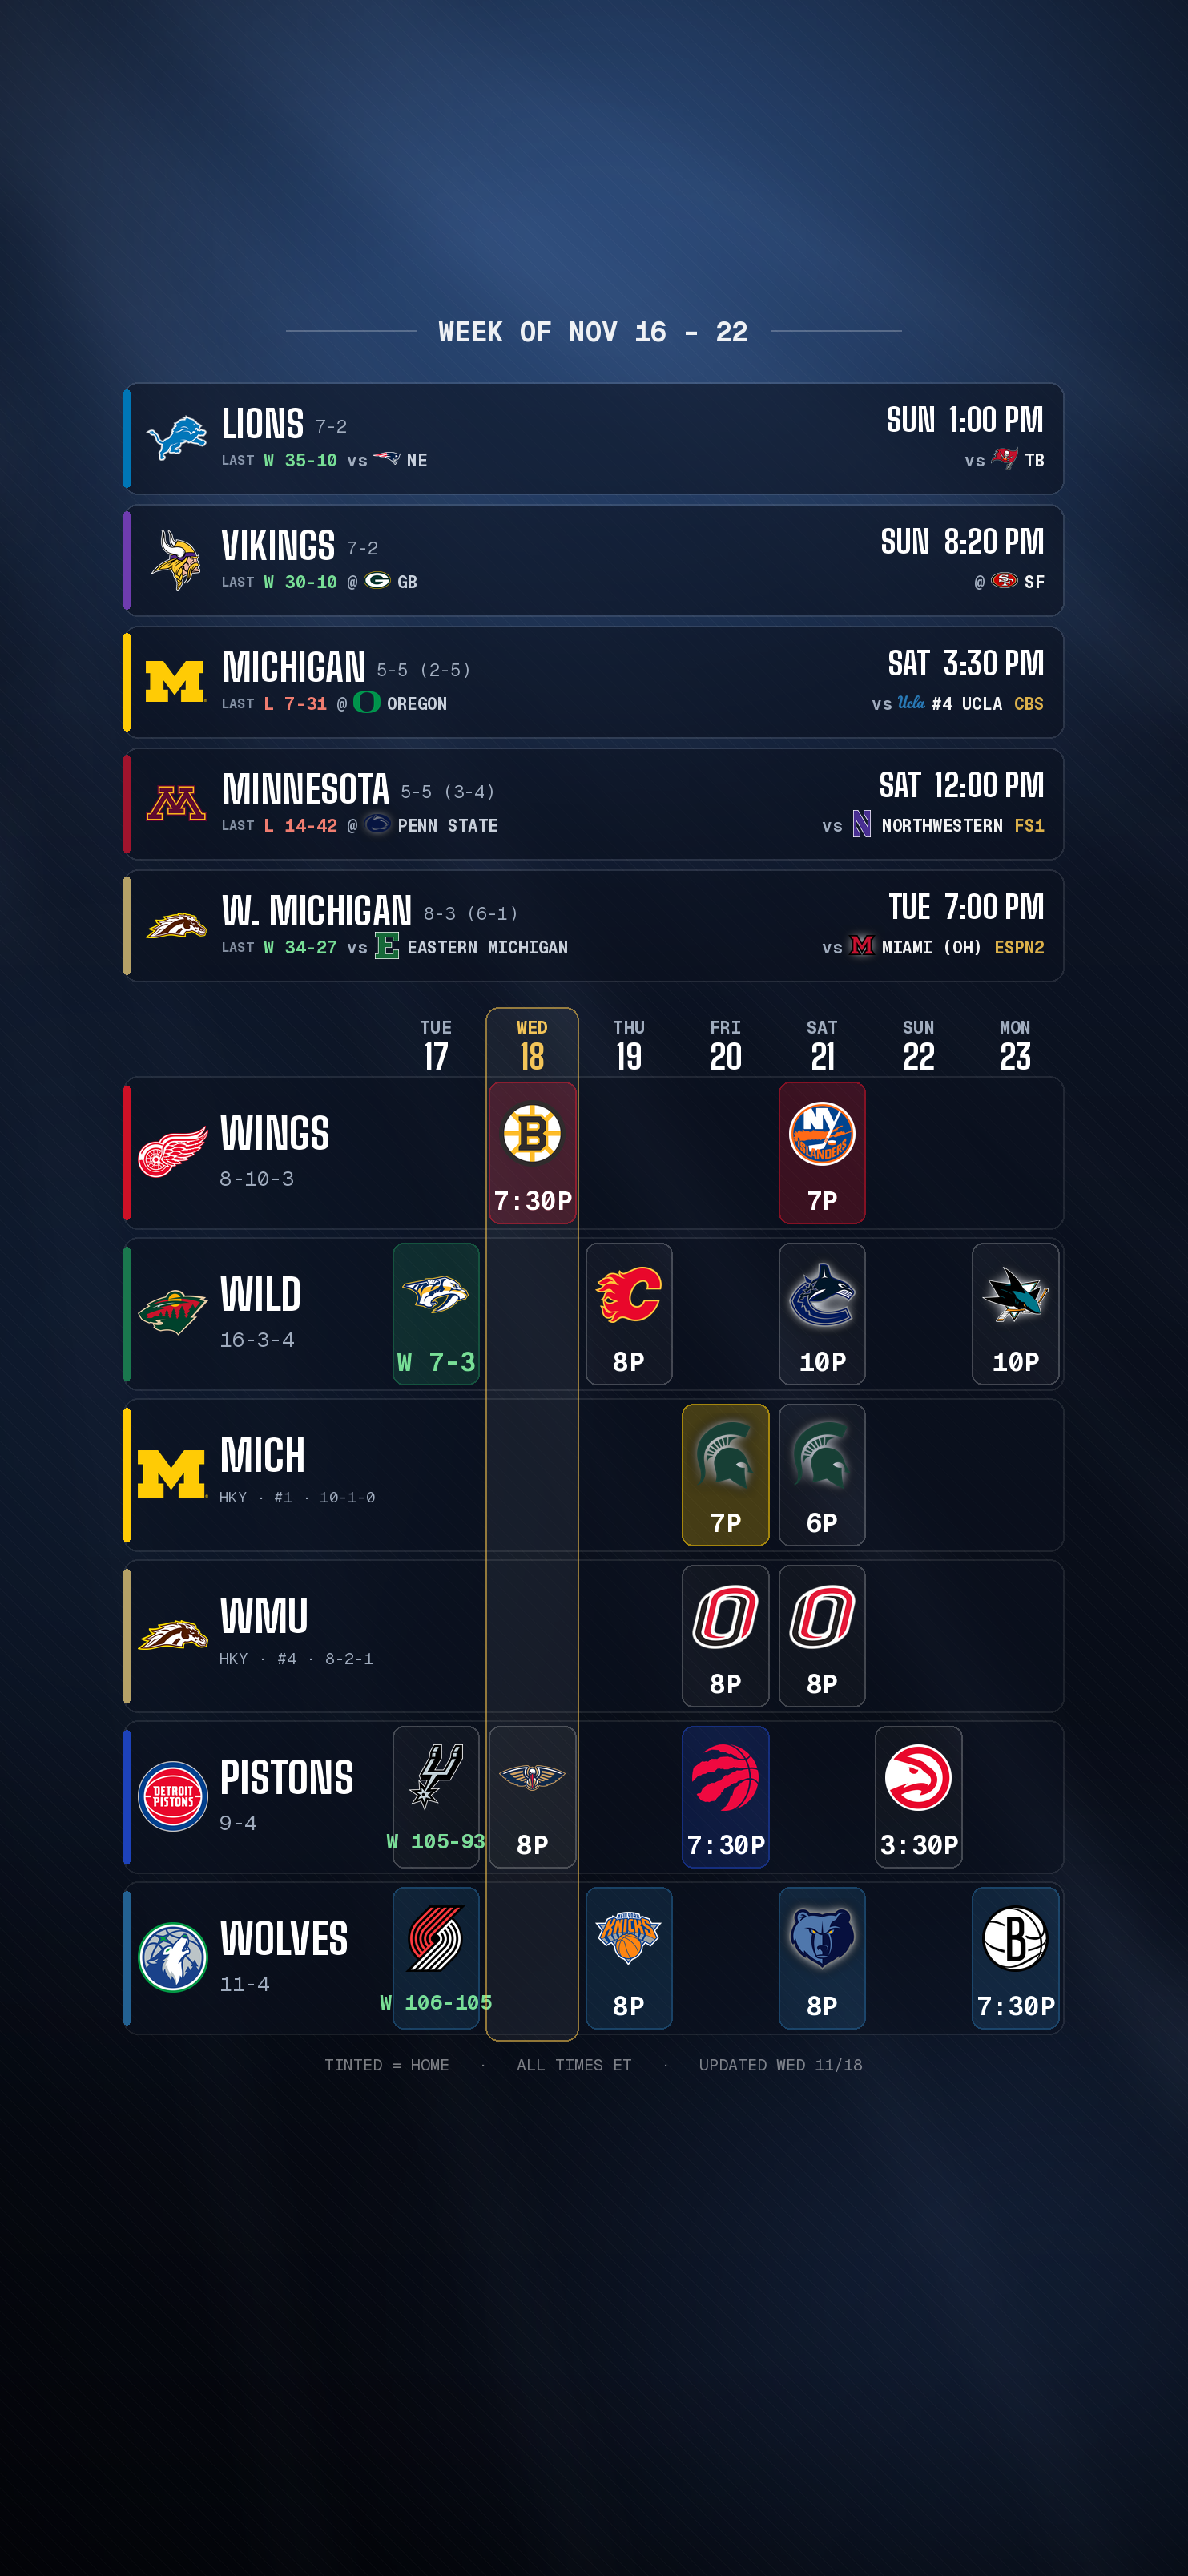 WEEK OF NOV 16 – 22
LIONS 7-2
SUN 1:00 PM
LAST W 35-10 vs NE
vs TB
VIKINGS 7-2
SUN 8:20 PM
LAST W 30-10 @ G GB
@ SF SF
MICHIGAN 5-5 (2-5)
SAT 3:30 PM
LAST L 7-31 @ OREGON
vs Ucla #4 UCLA CBS
MINNESOTA 5-5 (3-4)
SAT 12:00 PM
LAST L 14-42 @ PENN STATE
vs N NORTHWESTERN FS1
W. MICHIGAN 8-3 (6-1)
TUE 7:00 PM
LAST W 34-27 vs E EASTERN MICHIGAN
vs M MIAMI (OH) ESPN2
TUE WED THU FRI SAT SUN MON
17 18 19 20 21 22 23
WINGS
8-10-3
B
7:30P
NY ISLANDERS
7P
WILD
16-3-4
W 7-3
C
8P
10P
10P
M
MICH
HKY · #1 · 10-1-0
7P
6P
WMU
HKY · #4 · 8-2-1
O
8P
O
8P
DETROIT PISTONS
PISTONS
9-4
W 105-93
8P
7:30P
3:30P
WOLVES
11-4
W 106-105
NEW YORK KNICKS
8P
8P
B
7:30P
TINTED = HOME · ALL TIMES ET · UPDATED WED 11/18